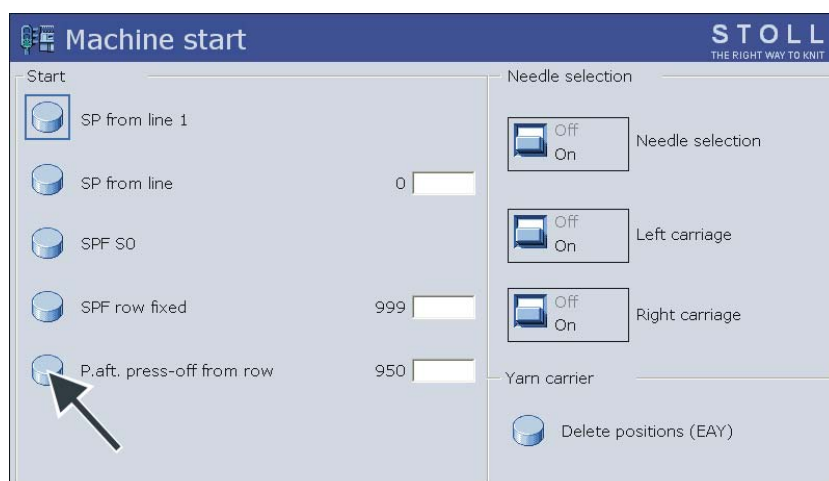 Machine start
STOLL
THE RIGHT WAY TO KNIT
Start
SP from line 1
SP from line 0
SPF S0
SPF row fixed 999
P.aft. press-off from row 950
Needle selection
Off
On
Needle selection
Off
On
Left carriage
Off
On
Right carriage
Yarn carrier
Delete positions (EAY)